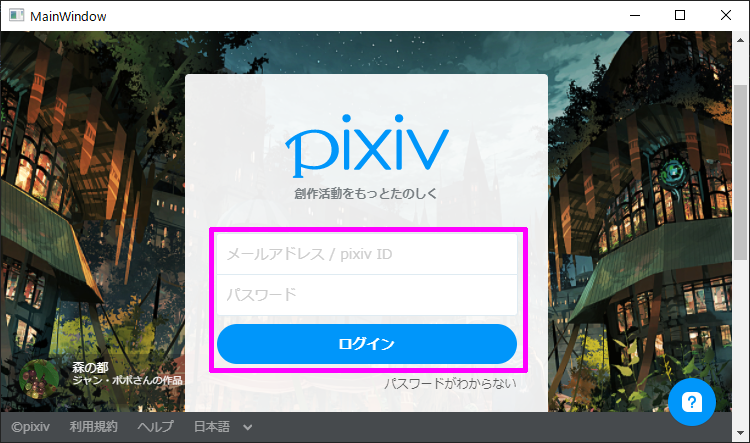 MainWindow
pixiv
創作活動をもっとたのしく
メールアドレス / pixiv ID
パスワード
ログイン
パスワードがわからない
森の都
ジャン・ポポさんの作品
©pixiv 利用規約 ヘルプ 日本語